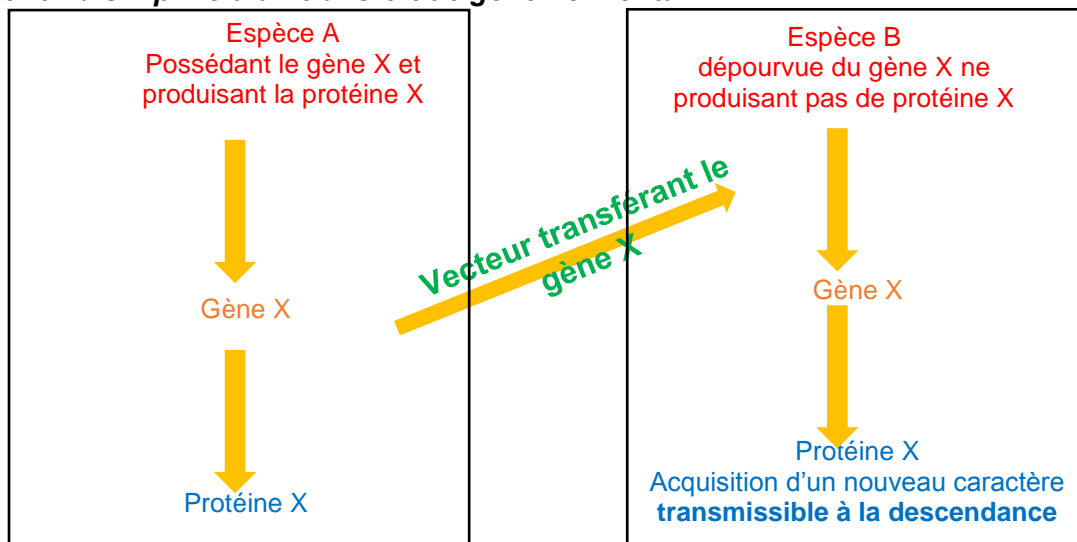 Espèce A
Possédant le gène X et
produisant la protéine X
Gène X
Protéine X
Vecteur transférant le
gène X
Espèce B
dépourvue du gène X ne
produisant pas de protéine X
Gène X
Protéine X
Acquisition d'un nouveau caractère
transmissible à la descendance